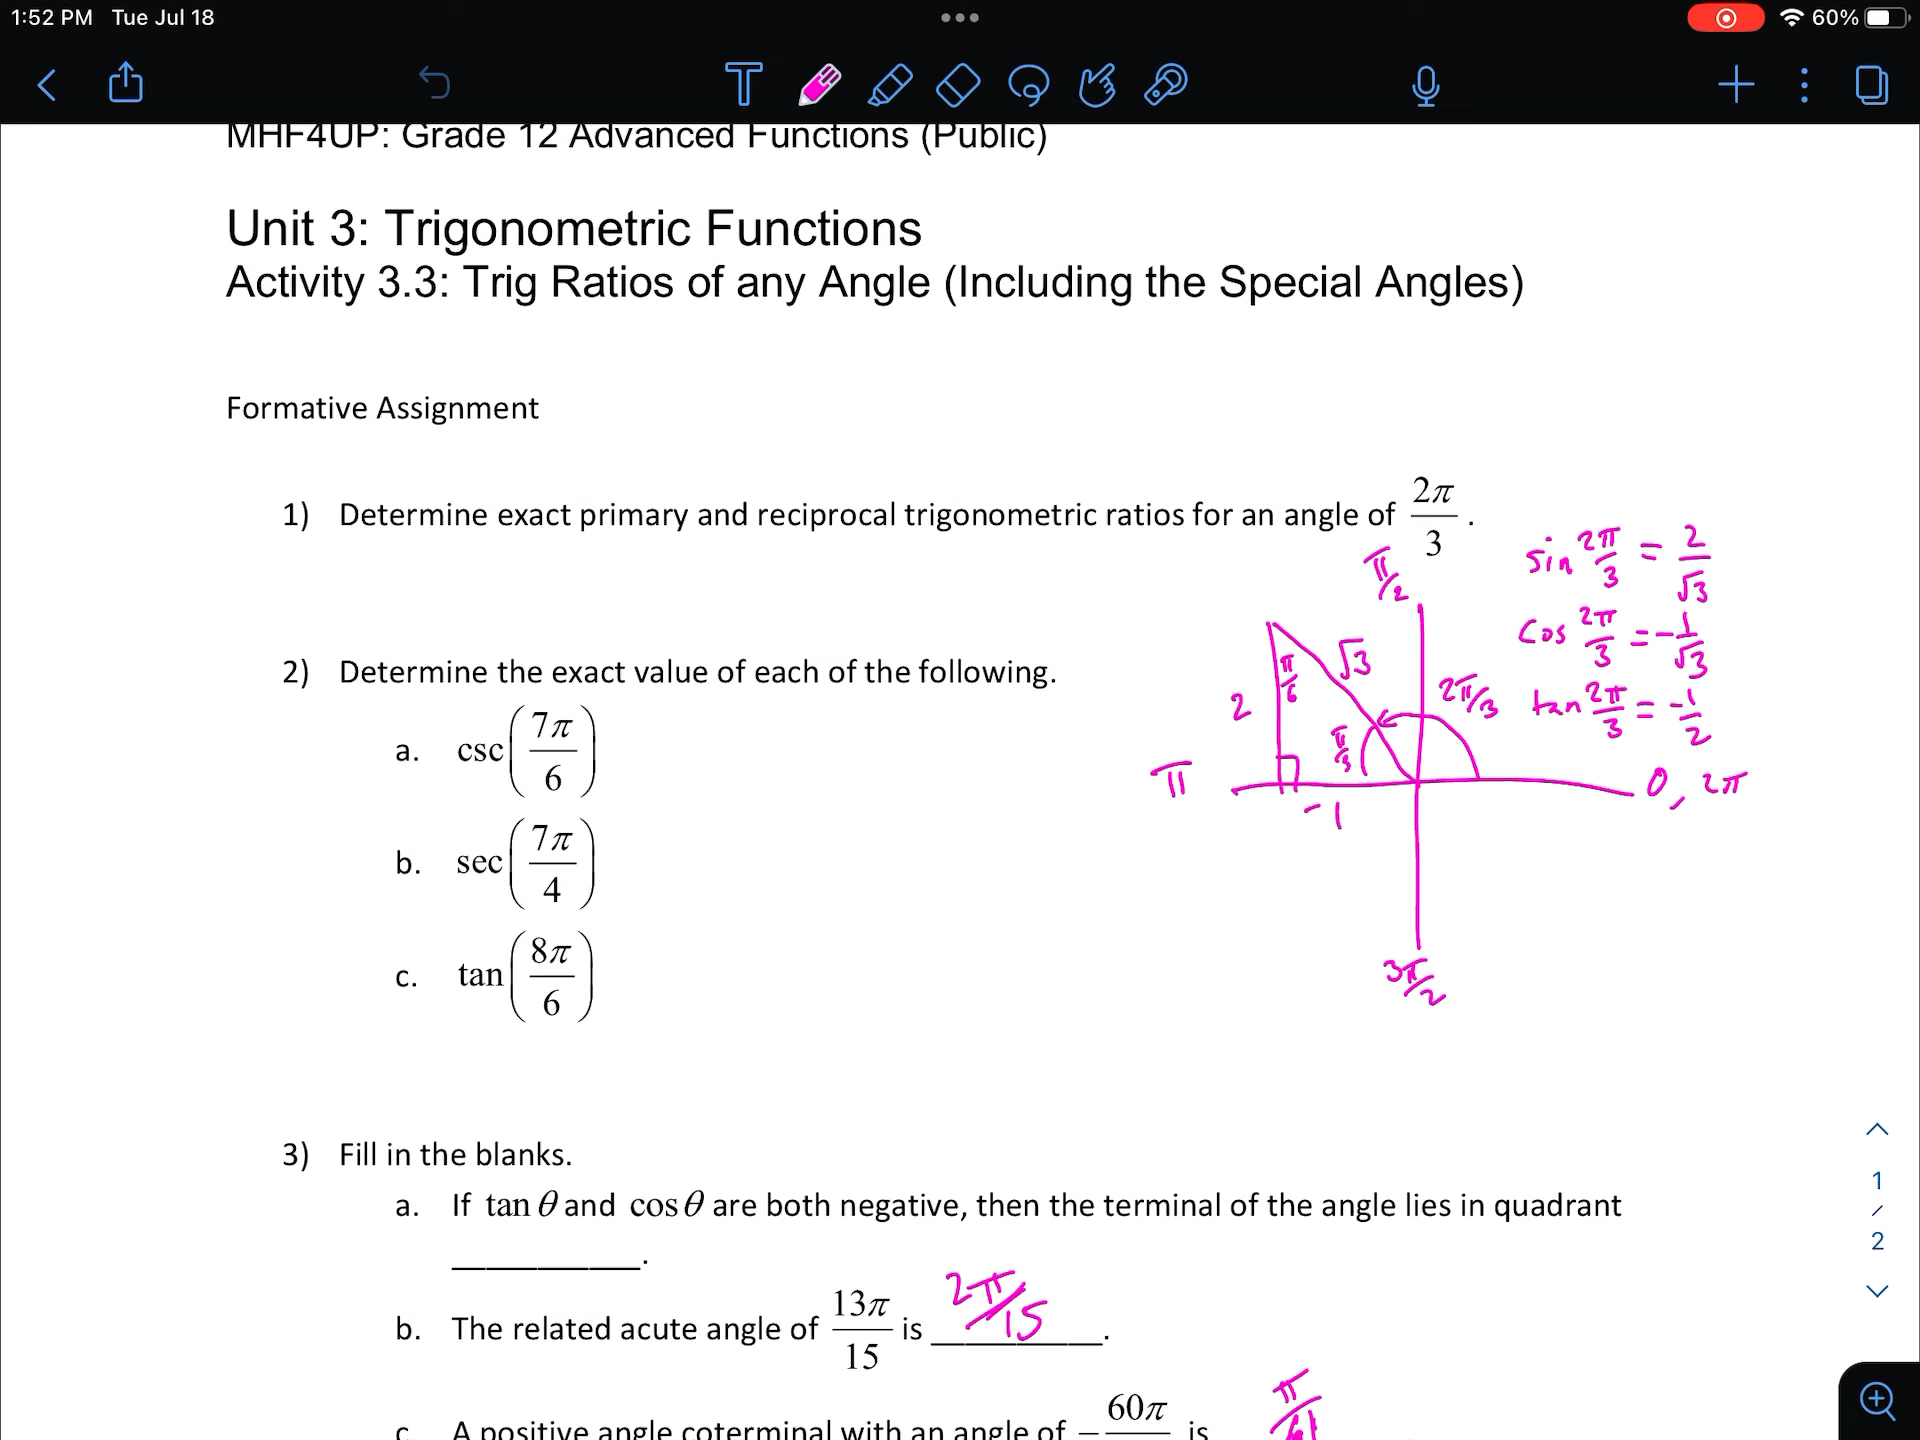 1:52 PM Tue Jul 18
60%
MHF4UP: Grade 12 Advanced Functions (Public)
Unit 3: Trigonometric Functions
Activity 3.3: Trig Ratios of any Angle (Including the Special Angles)
Formative Assignment
1) Determine exact primary and reciprocal trigonometric ratios for an angle of 2π/3 .
sin 2π/3 = 2/√3
cos 2π/3 = -1/√3
tan 2π/3 = -1/2
π/2
√3
π/6
2
2π/3
π/3
π
0, 2π
-1
3π/2
2) Determine the exact value of each of the following.
a. csc(7π/6)
b. sec(7π/4)
c. tan(8π/6)
3) Fill in the blanks.
a. If tan θ and cos θ are both negative, then the terminal of the angle lies in quadrant
__________.
b. The related acute angle of 13π/15 is 2π/15.
c. A positive angle coterminal with an angle of -60π is
1
/
2